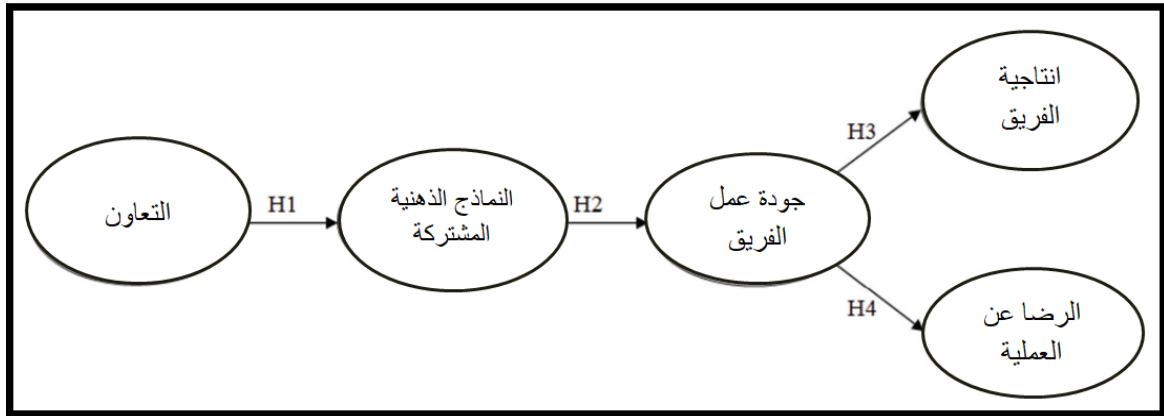 انتاجية
الفريق
H3
التعاون
H1
النماذج الذهنية
المشتركة
H2
جودة عمل
الفريق
H4
الرضا عن
العملية